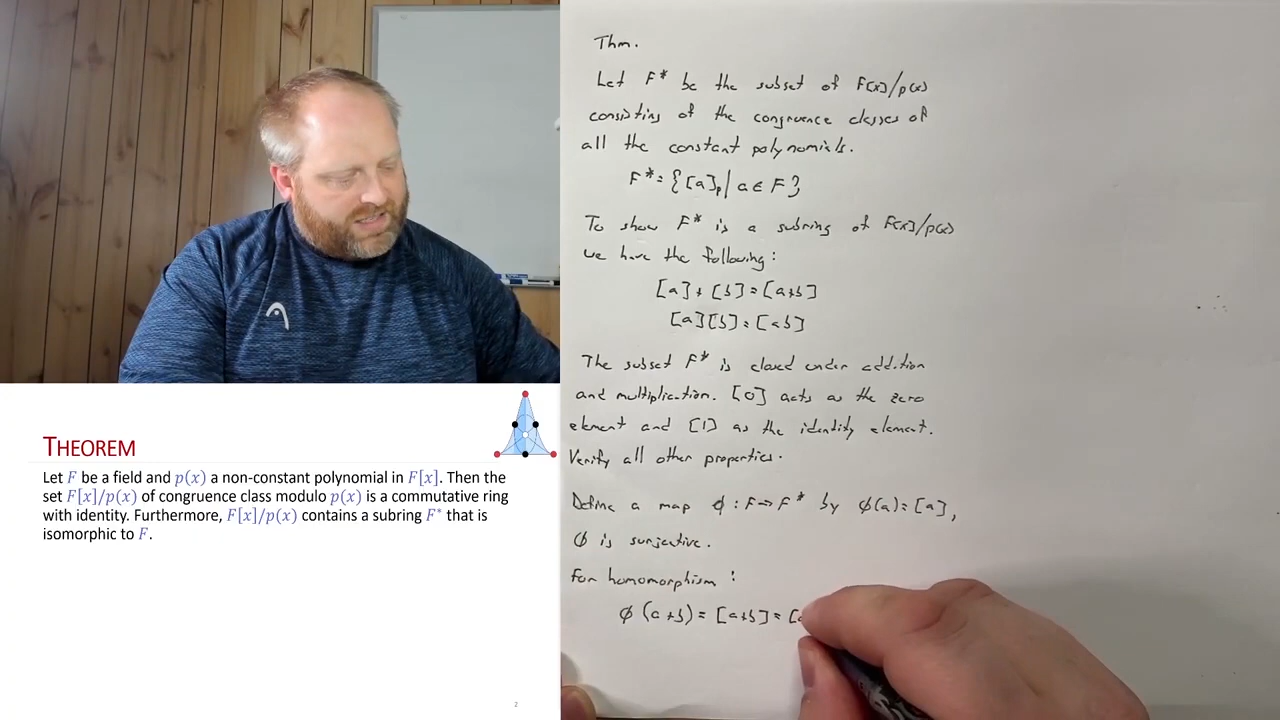 THEOREM
Let F be a field and p(x) a non-constant polynomial in F[x]. Then the
set F[x]/p(x) of congruence class modulo p(x) is a commutative ring
with identity. Furthermore, F[x]/p(x) contains a subring F* that is
isomorphic to F.
2
Thm.
Let F* be the subset of F[x]/p(x)
consisting of the congruence classes of
all the constant polynomials.
F* = {[a]ₚ | a ∈ F}
To show F* is a subring of F[x]/p(x)
we have the following:
[a] + [b] = [a+b]
[a][b] = [ab]
The subset F* is closed under addition
and multiplication. [0] acts as the zero
element and [1] as the identity element.
Verify all other properties.
Define a map ϕ : F → F* by ϕ(a) = [a],
ϕ is surjective.
For homomorphism :
ϕ (a+b) = [a+b] = [a